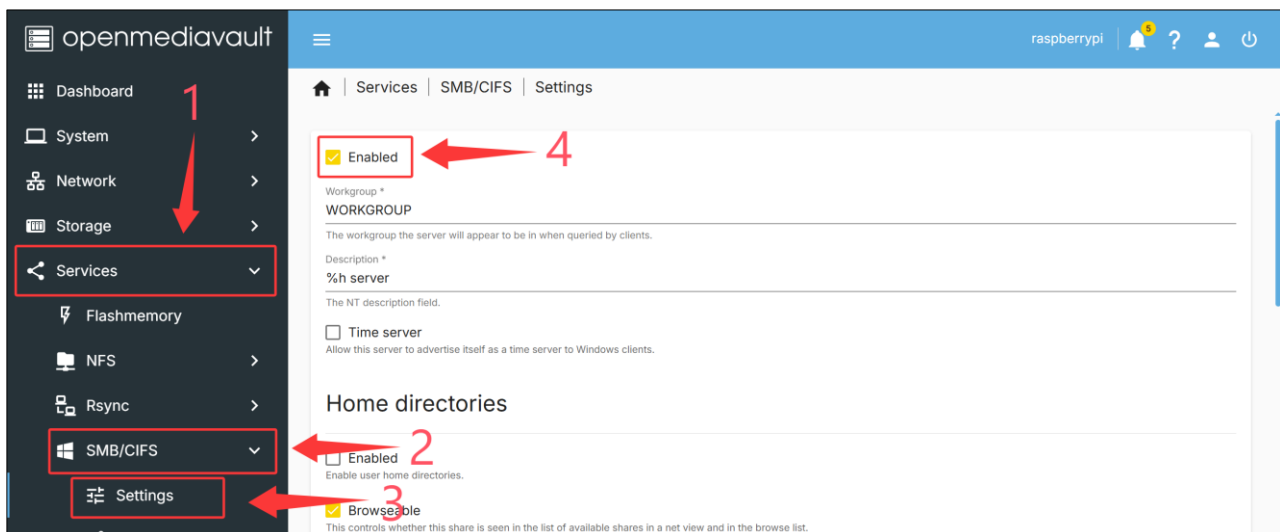 openmediavault
raspberrypi
5
?
Dashboard
1
System
Network
Storage
Services
Flashmemory
NFS
Rsync
SMB/CIFS
2
Settings
3
Services | SMB/CIFS | Settings
Enabled
4
Workgroup *
WORKGROUP
The workgroup the server will appear to be in when queried by clients.
Description *
%h server
The NT description field.
Time server
Allow this server to advertise itself as a time server to Windows clients.
Home directories
Enabled
Enable user home directories.
Browseable
This controls whether this share is seen in the list of available shares in a net view and in the browse list.